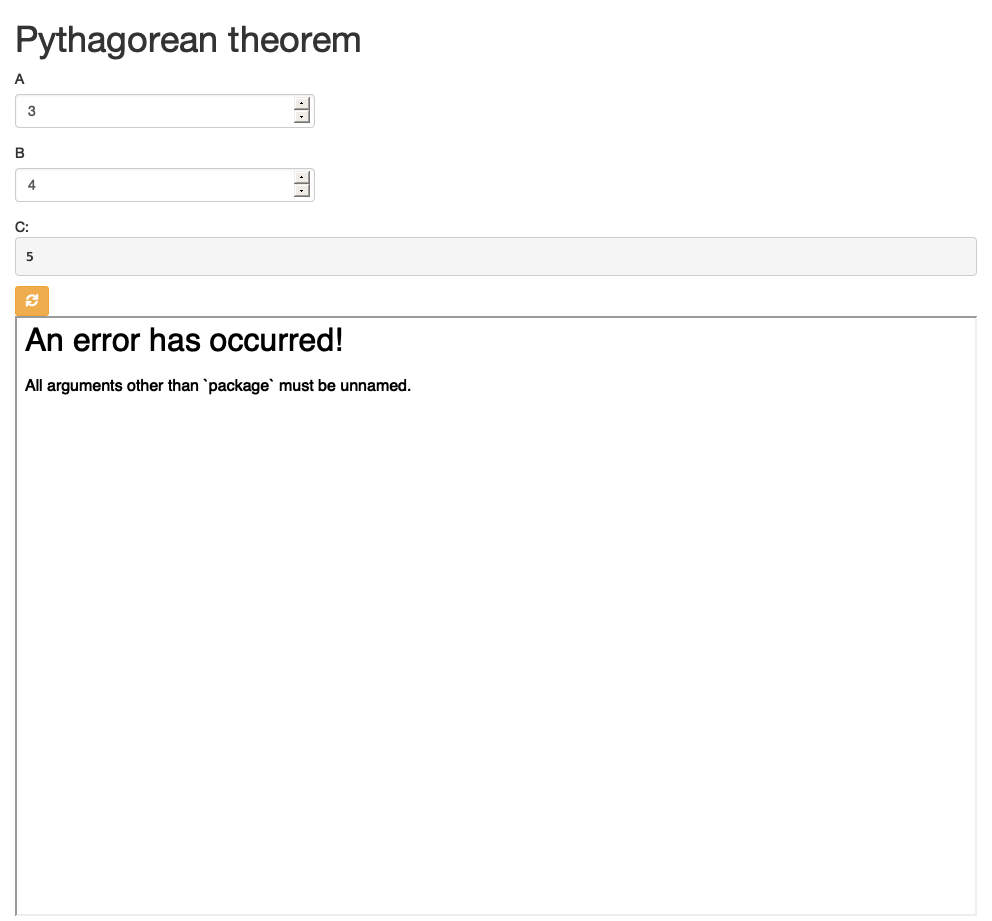 Pythagorean theorem
A
3
B
4
C:
5
An error has occurred!
All arguments other than `package` must be unnamed.